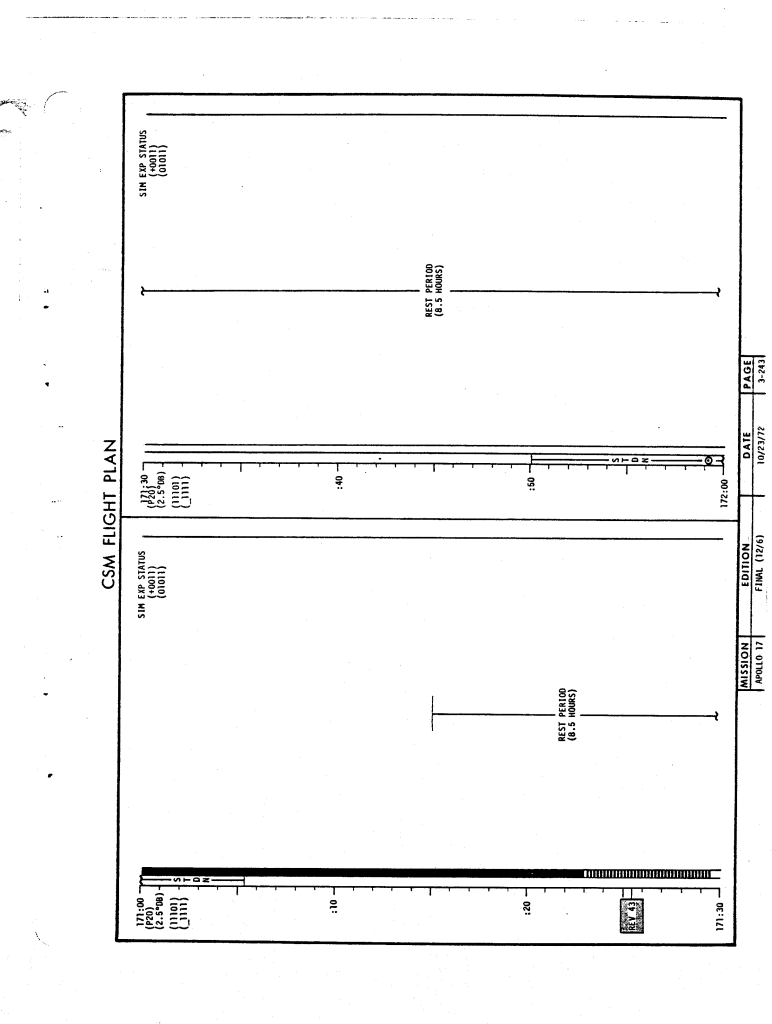 CSM FLIGHT PLAN
171:00
(P20)
(2.5°DB)
(11101)
(_1111)
STDN
:10
:20
REV 43
171:30
SIM EXP STATUS
(+0011)
(01011)
REST PERIOD
(8.5 HOURS)
171:30
(P20)
(2.5°DB)
(11101)
(_1111)
:40
:50
STDN
172:00
SIM EXP STATUS
(+0011)
(01011)
REST PERIOD
(8.5 HOURS)
MISSION EDITION DATE PAGE
APOLLO 17 FINAL (12/6) 10/23/72 3-243